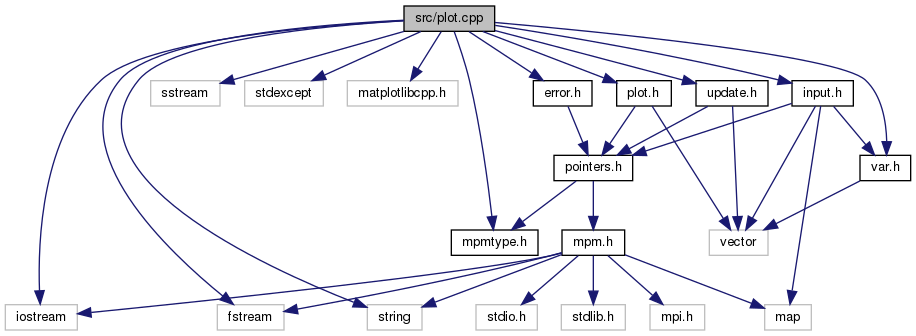 src/plot.cpp
sstream
stdexcept
matplotlibcpp.h
error.h
plot.h
update.h
input.h
pointers.h
var.h
mpmtype.h
mpm.h
vector
iostream
fstream
string
stdio.h
stdlib.h
mpi.h
map